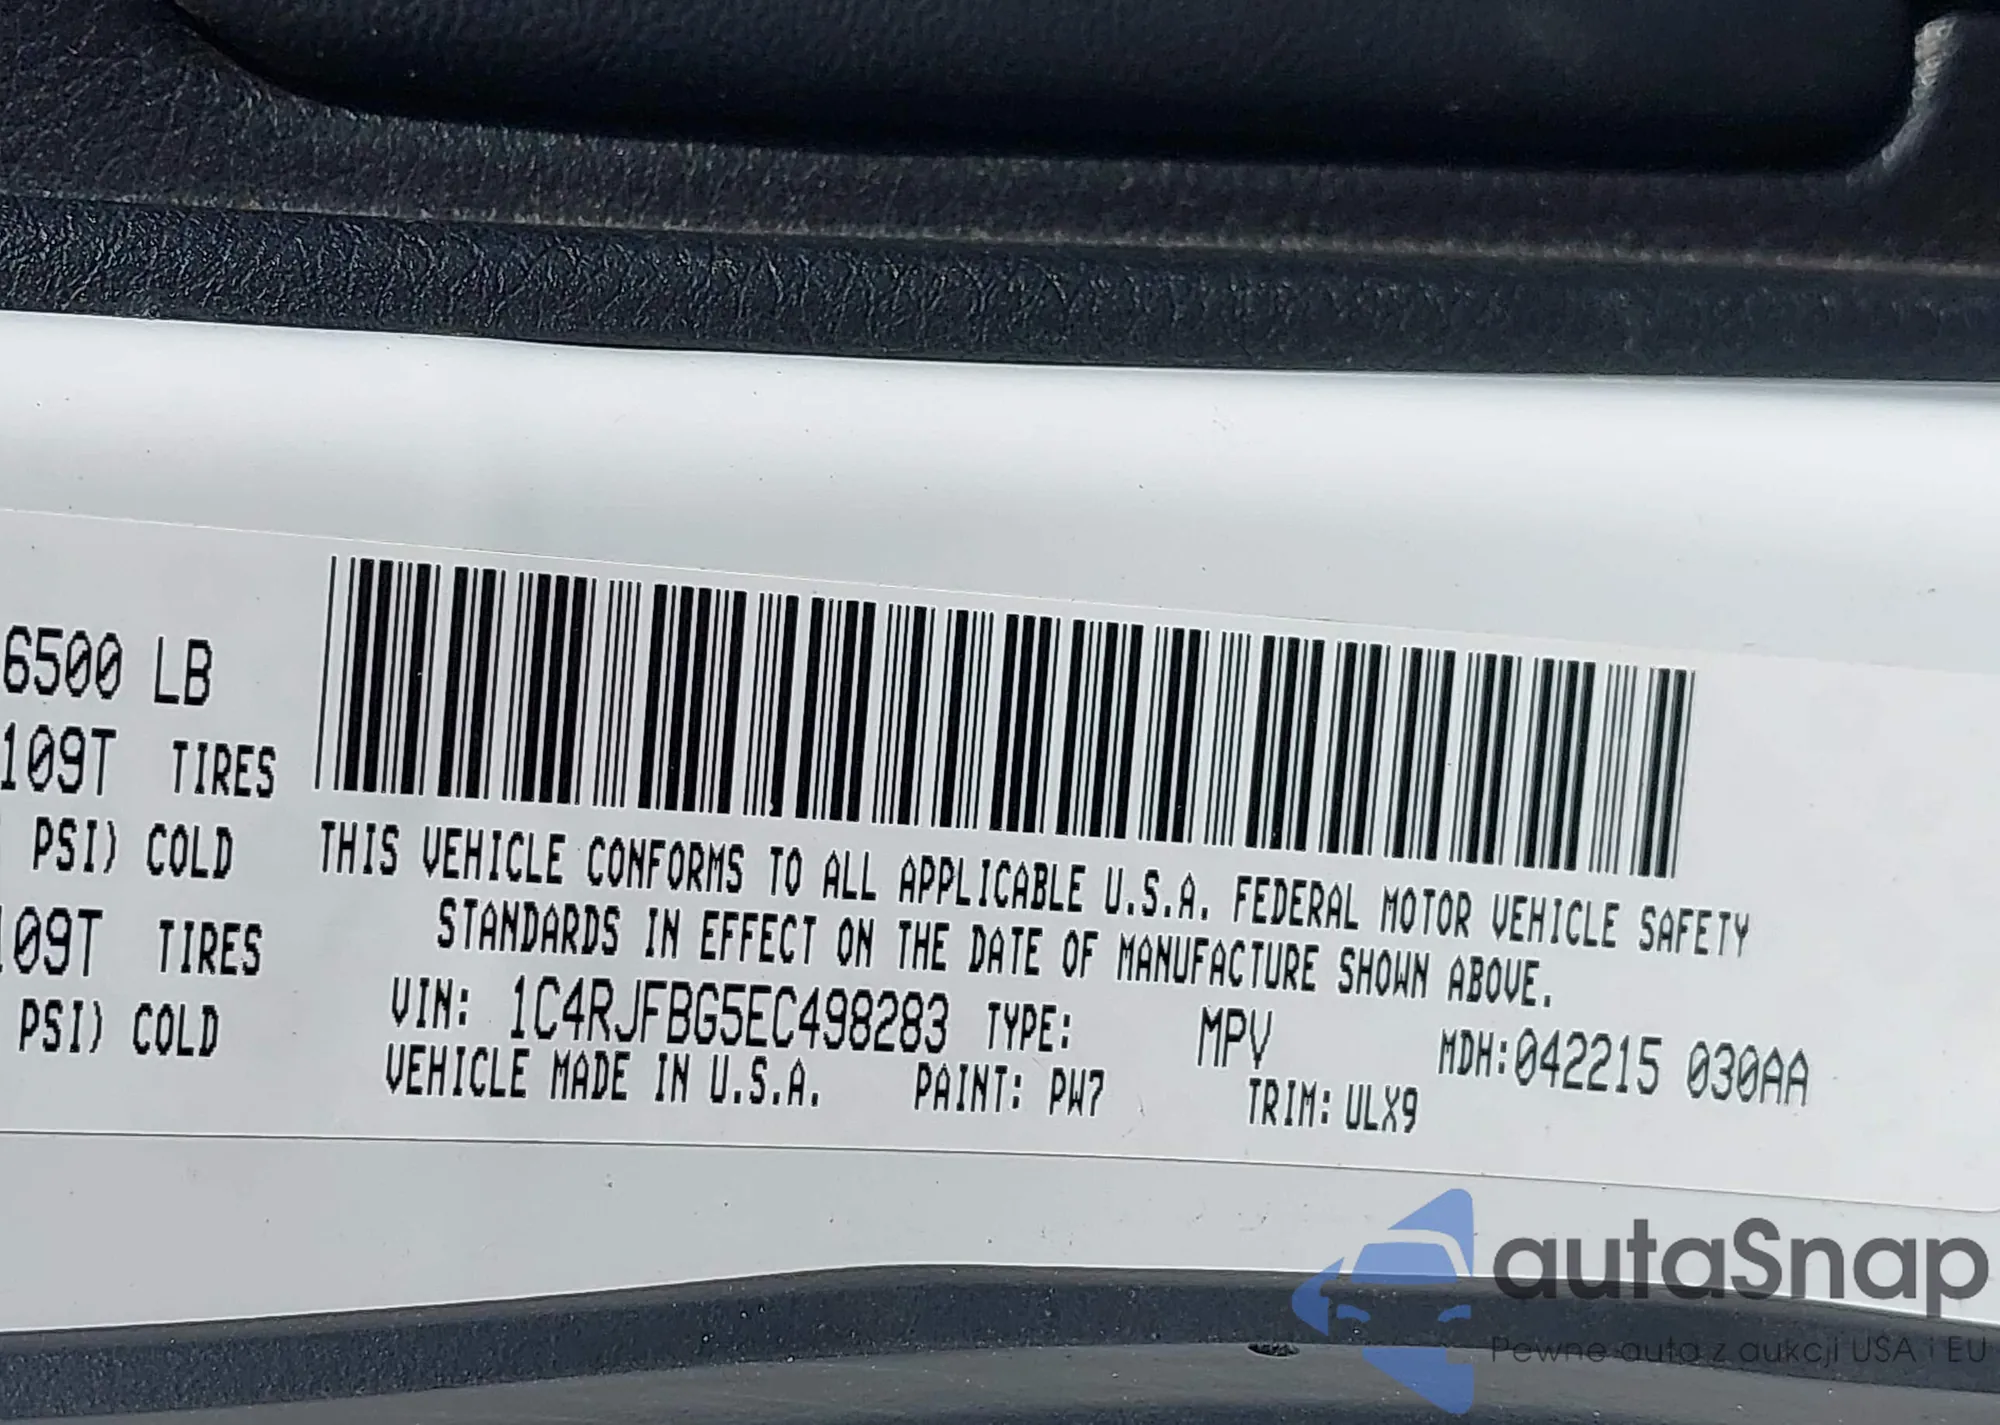 6500 LB
109T TIRES
PSI) COLD
109T TIRES
PSI) COLD
THIS VEHICLE CONFORMS TO ALL APPLICABLE U.S.A. FEDERAL MOTOR VEHICLE SAFETY
STANDARDS IN EFFECT ON THE DATE OF MANUFACTURE SHOWN ABOVE.
VIN: 1C4RJFBG5EC498283 TYPE: MPV MDH:042215 030AA
VEHICLE MADE IN U.S.A. PAINT: PW7 TRIM: ULX9
autaSnap
Pewne auta z aukcji USA i EU